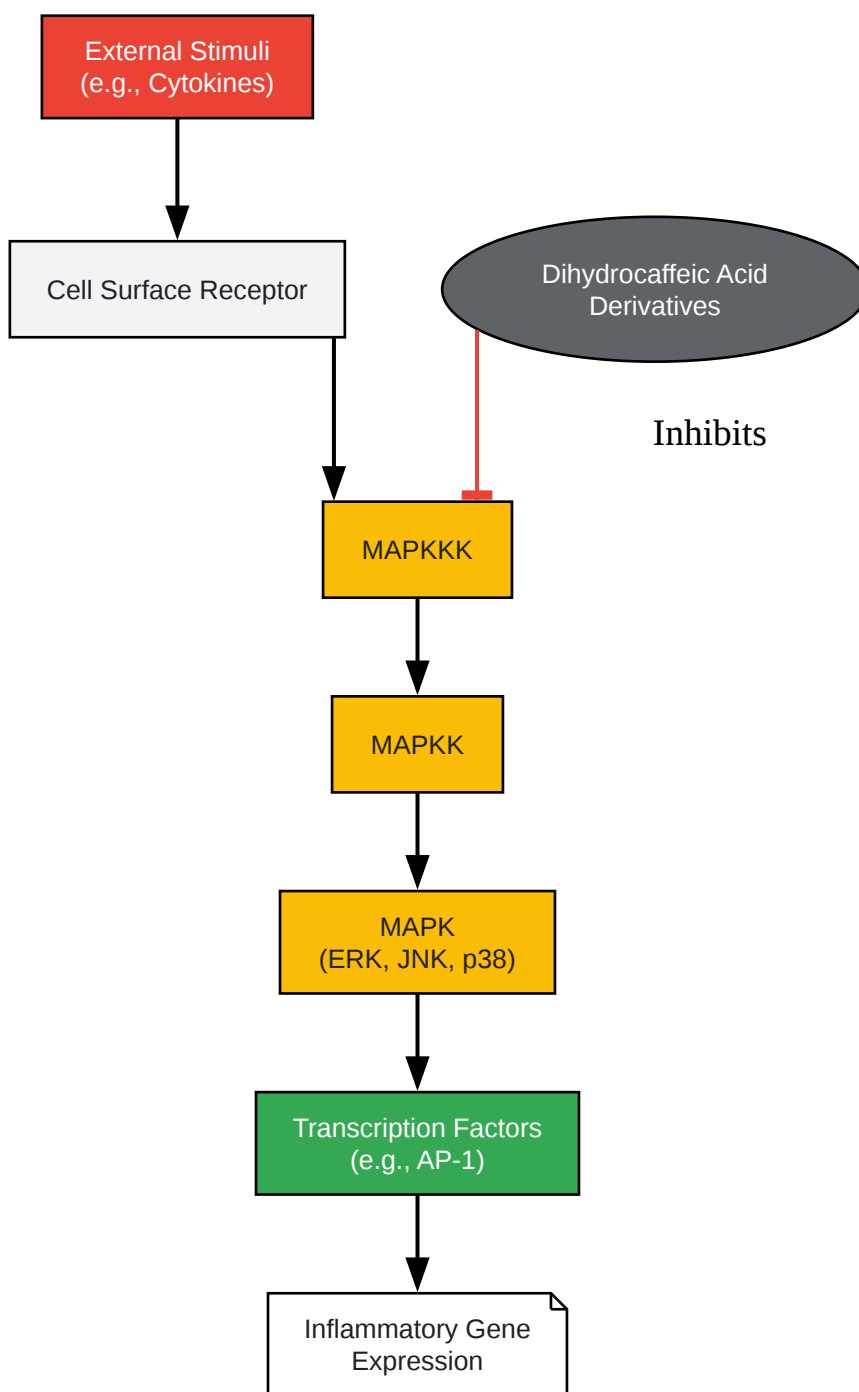 External Stimuli
(e.g., Cytokines)
Cell Surface Receptor
Dihydrocaffeic Acid
Derivatives
Inhibits
MAPKKK
MAPKK
MAPK
(ERK, JNK, p38)
Transcription Factors
(e.g., AP-1)
Inflammatory Gene
Expression